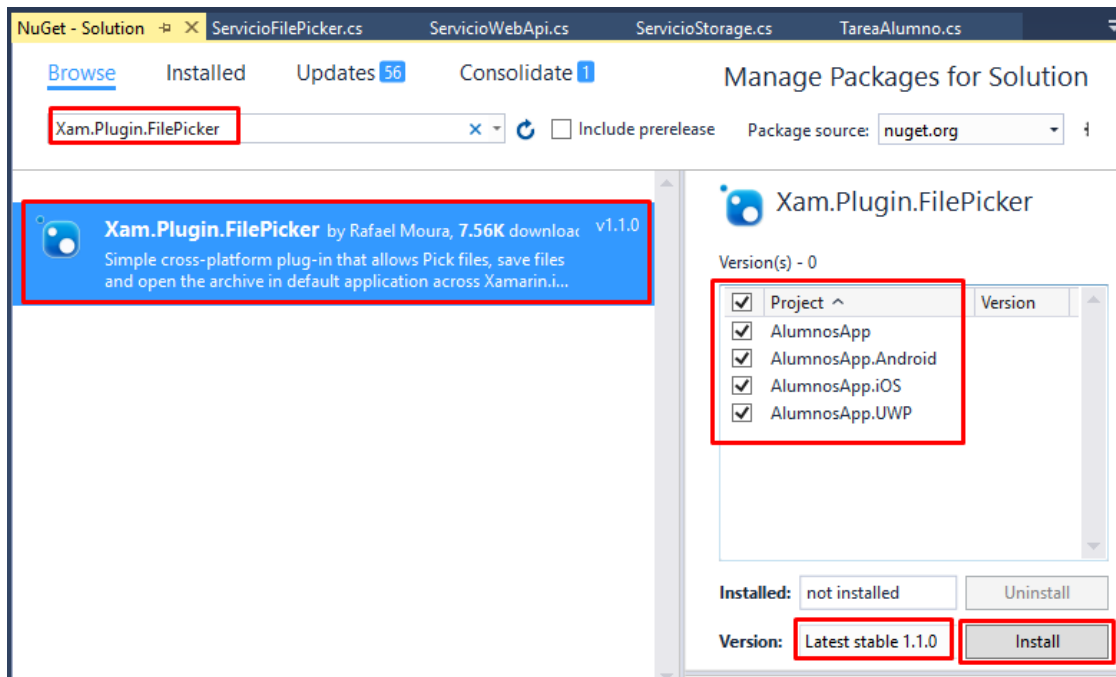 NuGet - Solution
ServicioFilePicker.cs
ServicioWebApi.cs
ServicioStorage.cs
TareaAlumno.cs
Browse
Installed
Updates 56
Consolidate 1
Manage Packages for Solution
Xam.Plugin.FilePicker
Include prerelease
Package source: nuget.org
Xam.Plugin.FilePicker by Rafael Moura, 7.56K downloac v1.1.0
Simple cross-platform plug-in that allows Pick files, save files
and open the archive in default application across Xamarin.i...
Xam.Plugin.FilePicker
Version(s) - 0
Project Version
AlumnosApp
AlumnosApp.Android
AlumnosApp.iOS
AlumnosApp.UWP
Installed: not installed Uninstall
Version: Latest stable 1.1.0 Install